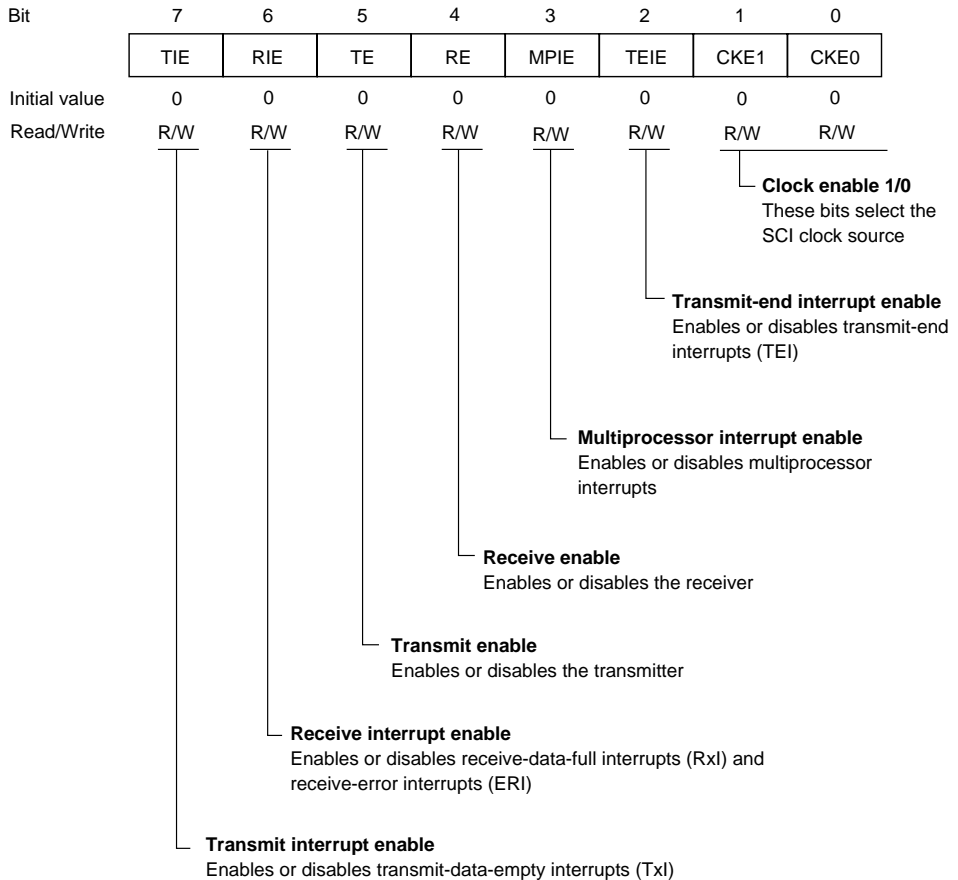 Bit 7 6 5 4 3 2 1 0
TIE RIE TE RE MPIE TEIE CKE1 CKE0
Initial value 0 0 0 0 0 0 0 0
Read/Write R/W R/W R/W R/W R/W R/W R/W R/W
Clock enable 1/0
These bits select the
SCI clock source
Transmit-end interrupt enable
Enables or disables transmit-end
interrupts (TEI)
Multiprocessor interrupt enable
Enables or disables multiprocessor
interrupts
Receive enable
Enables or disables the receiver
Transmit enable
Enables or disables the transmitter
Receive interrupt enable
Enables or disables receive-data-full interrupts (RxI) and
receive-error interrupts (ERI)
Transmit interrupt enable
Enables or disables transmit-data-empty interrupts (TxI)